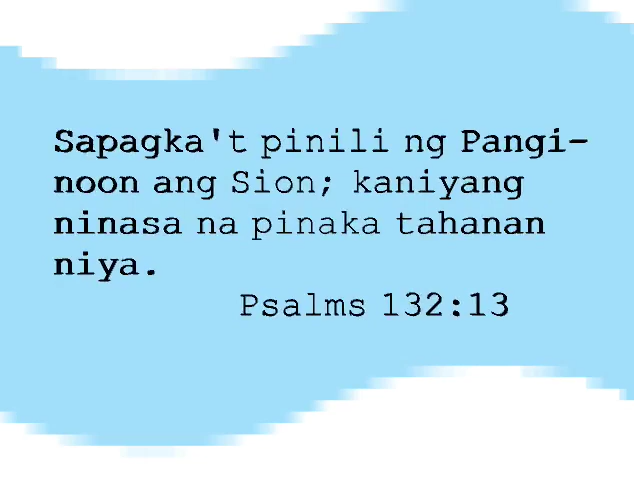 Sapagka't pinili ng Pangi-
noon ang Sion; kaniyang
ninasa na pinaka tahanan
niya.
Psalms 132:13